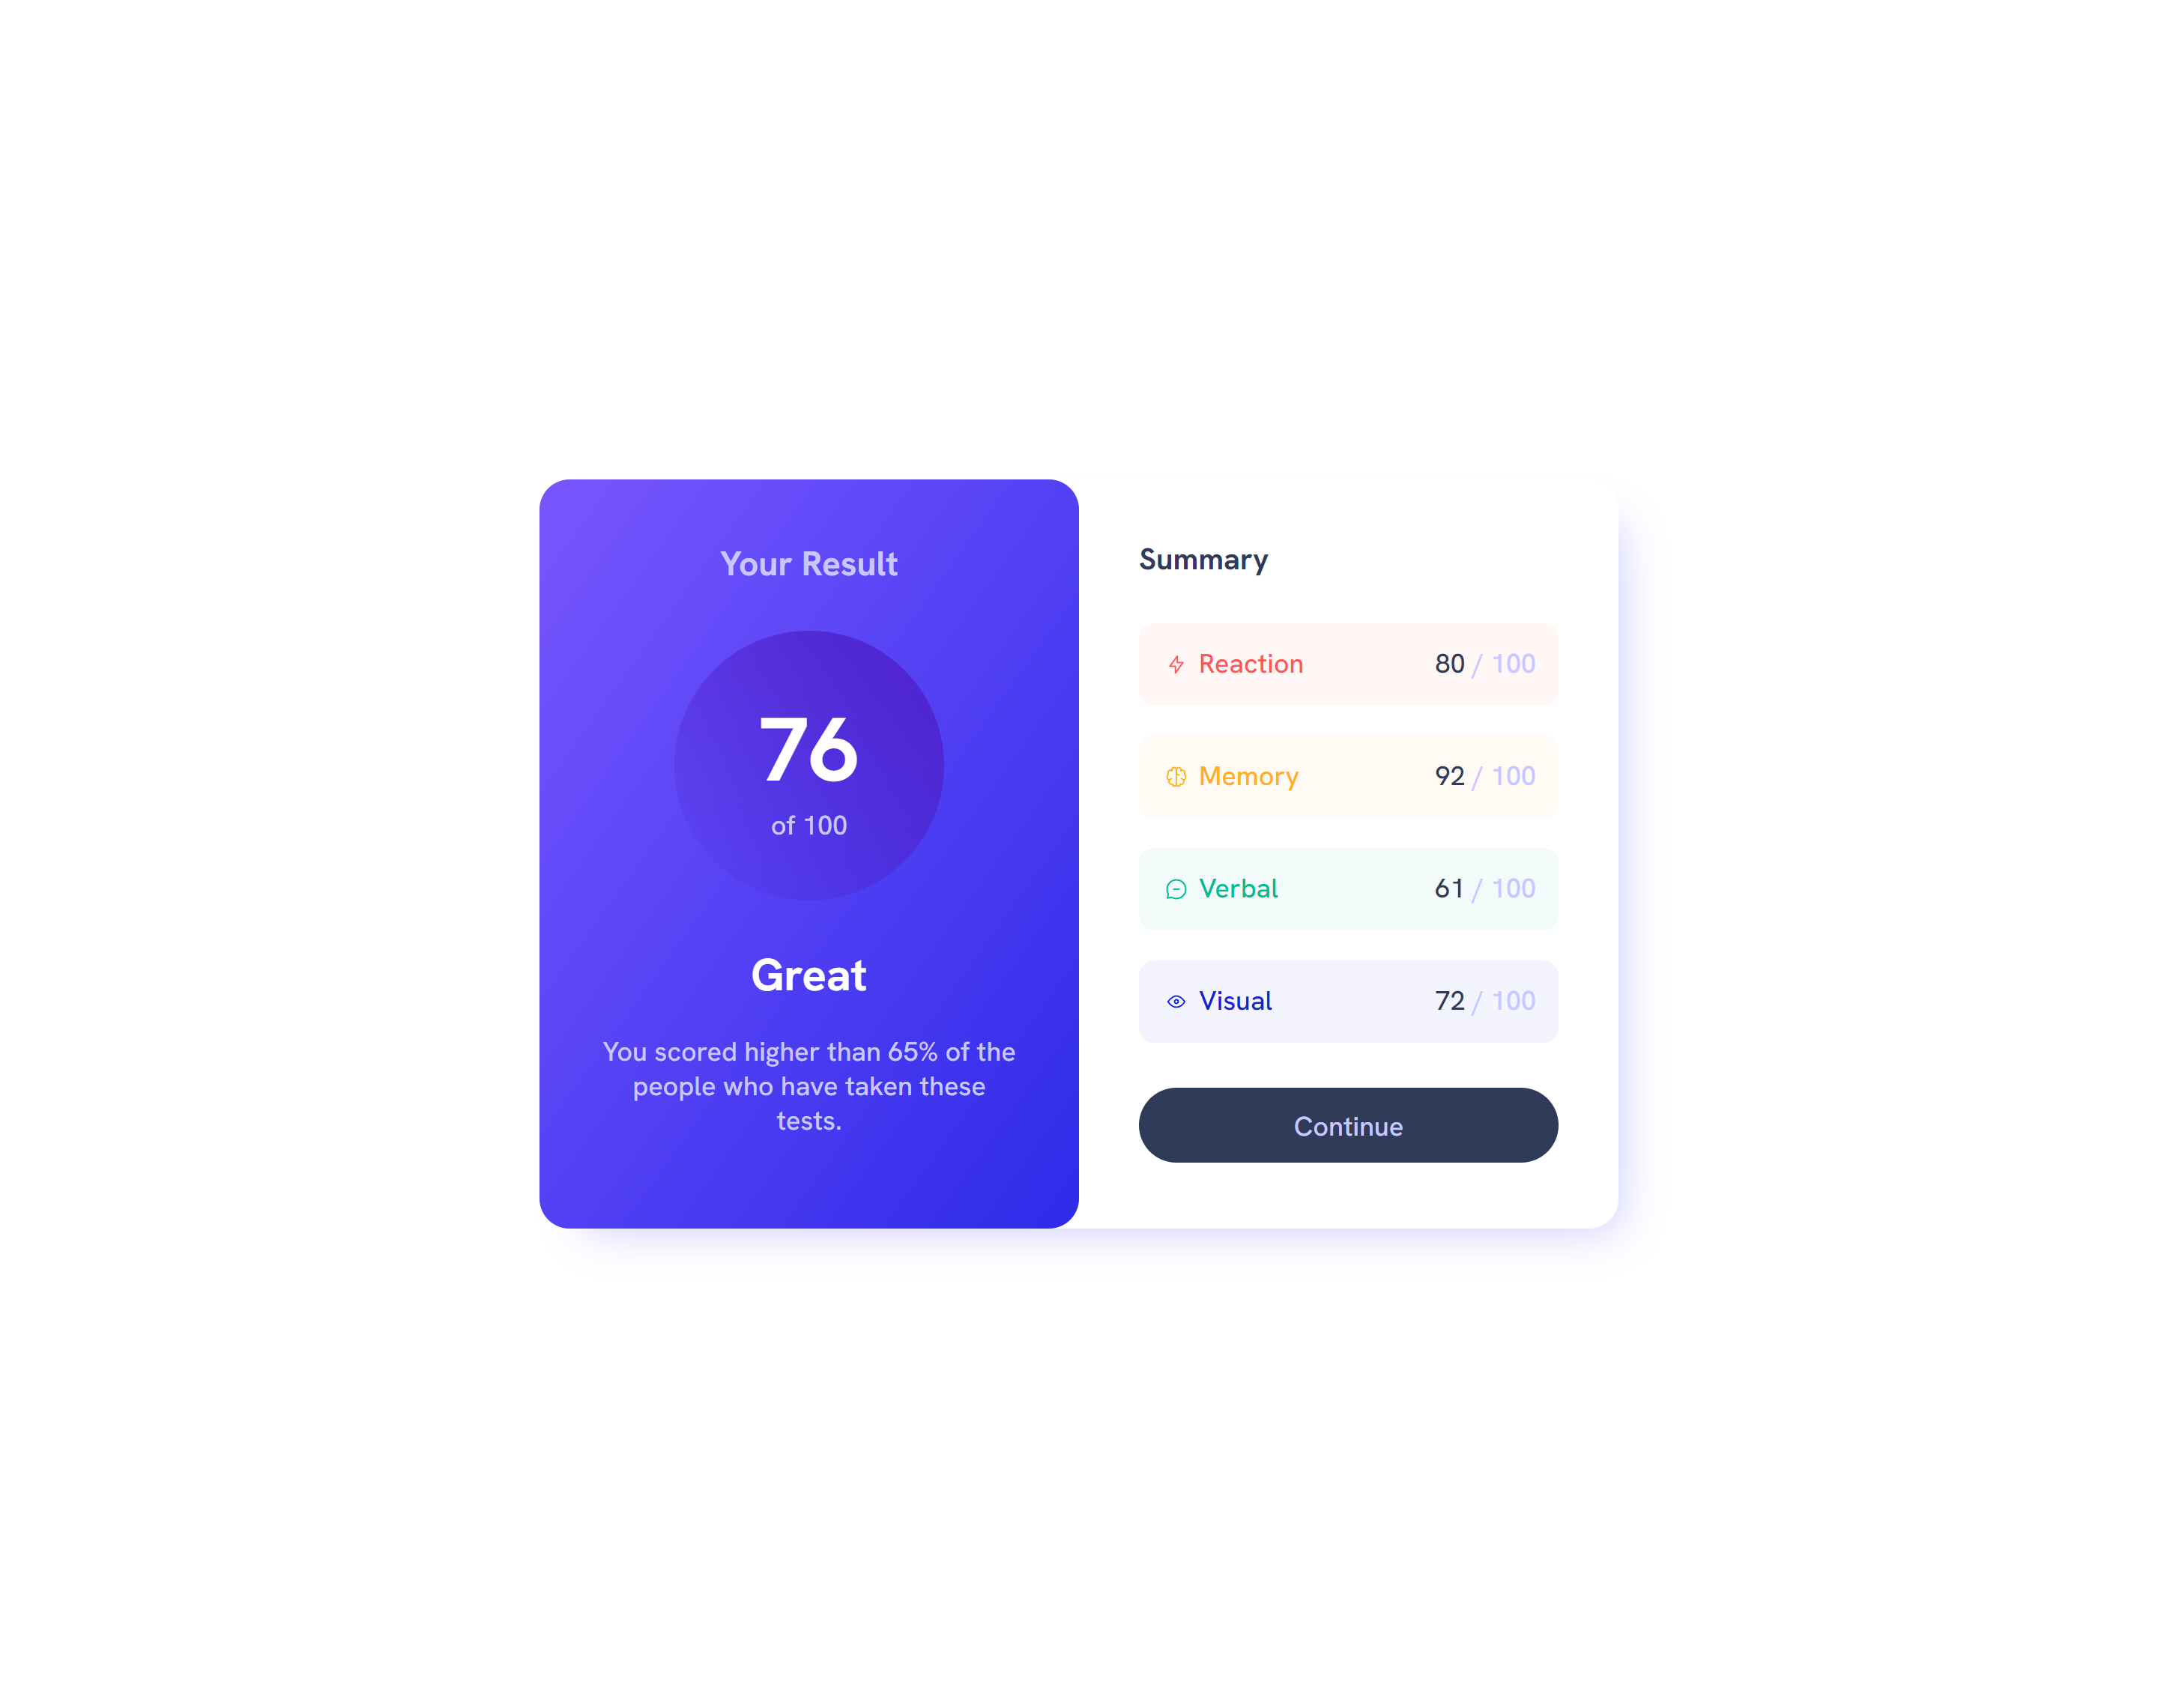 Your Result
76
of 100
Great
You scored higher than 65% of the
people who have taken these
tests.
Summary
Reaction 80 / 100
Memory 92 / 100
Verbal 61 / 100
Visual 72 / 100
Continue